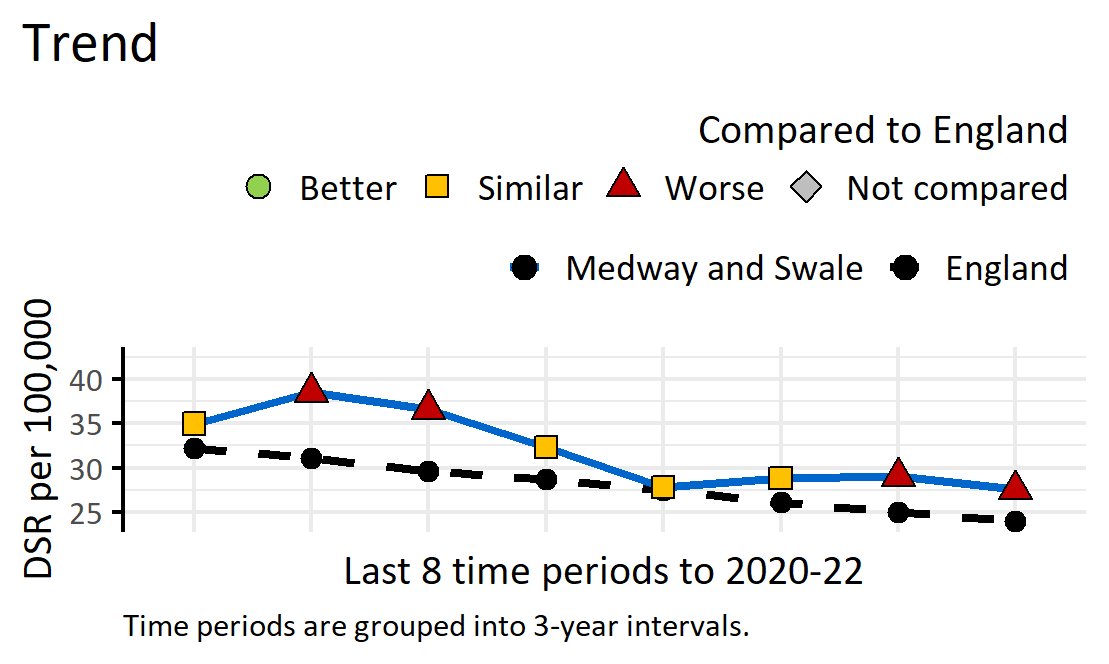 Trend
Compared to England
Better Similar Worse Not compared
Medway and Swale England
DSR per 100,000
40
35
30
25
Last 8 time periods to 2020-22
Time periods are grouped into 3-year intervals.